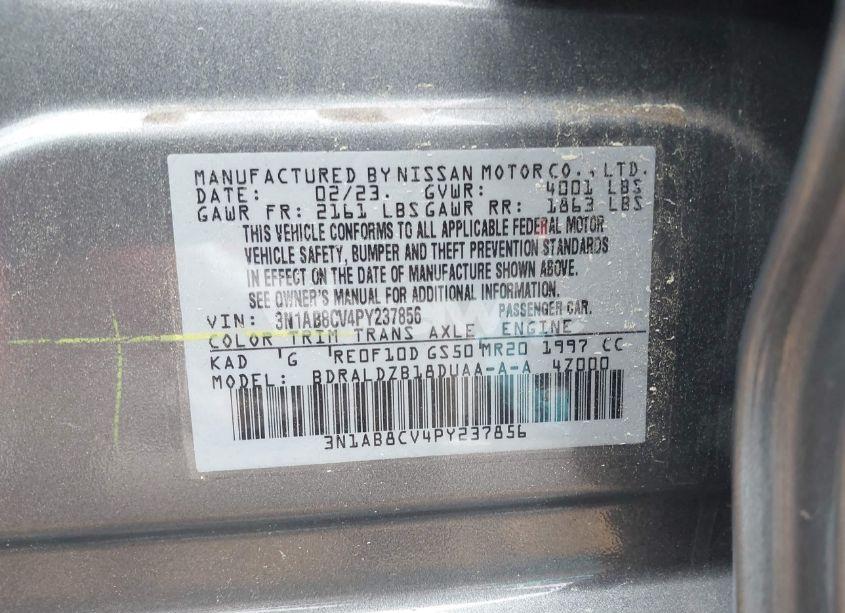 MANUFACTURED BY NISSAN MOTOR CO., LTD.
DATE: 02/23. GVWR: 4001 LBS
GAWR FR: 2161 LBS GAWR RR: 1863 LBS
THIS VEHICLE CONFORMS TO ALL APPLICABLE FEDERAL MOTOR
VEHICLE SAFETY, BUMPER AND THEFT PREVENTION STANDARDS
IN EFFECT ON THE DATE OF MANUFACTURE SHOWN ABOVE.
SEE OWNER'S MANUAL FOR ADDITIONAL INFORMATION.
VIN: 3N1AB8CV4PY237856 PASSENGER CAR.
COLOR TRIM TRANS AXLE ENGINE
KAD 'G 'RE0F10D GS50 MR20 1997 CC
MODEL: BDRALDZB18DUAA-A-A 47000
3N1AB8CV4PY237856